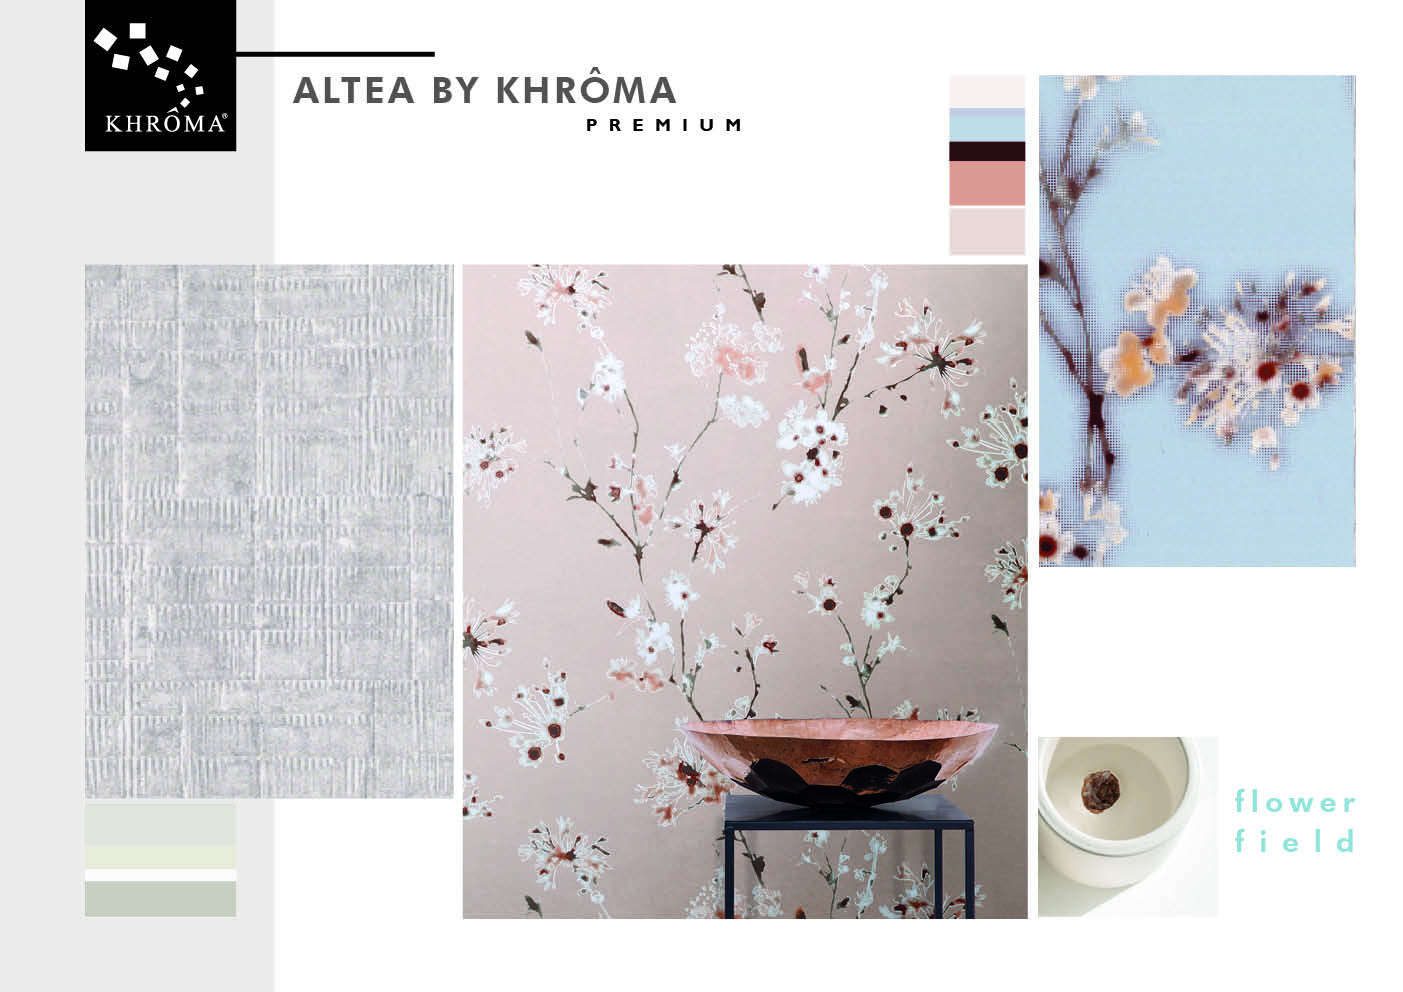 KHRÔMA®
ALTEA BY KHRÔMA
PREMIUM
flower
field